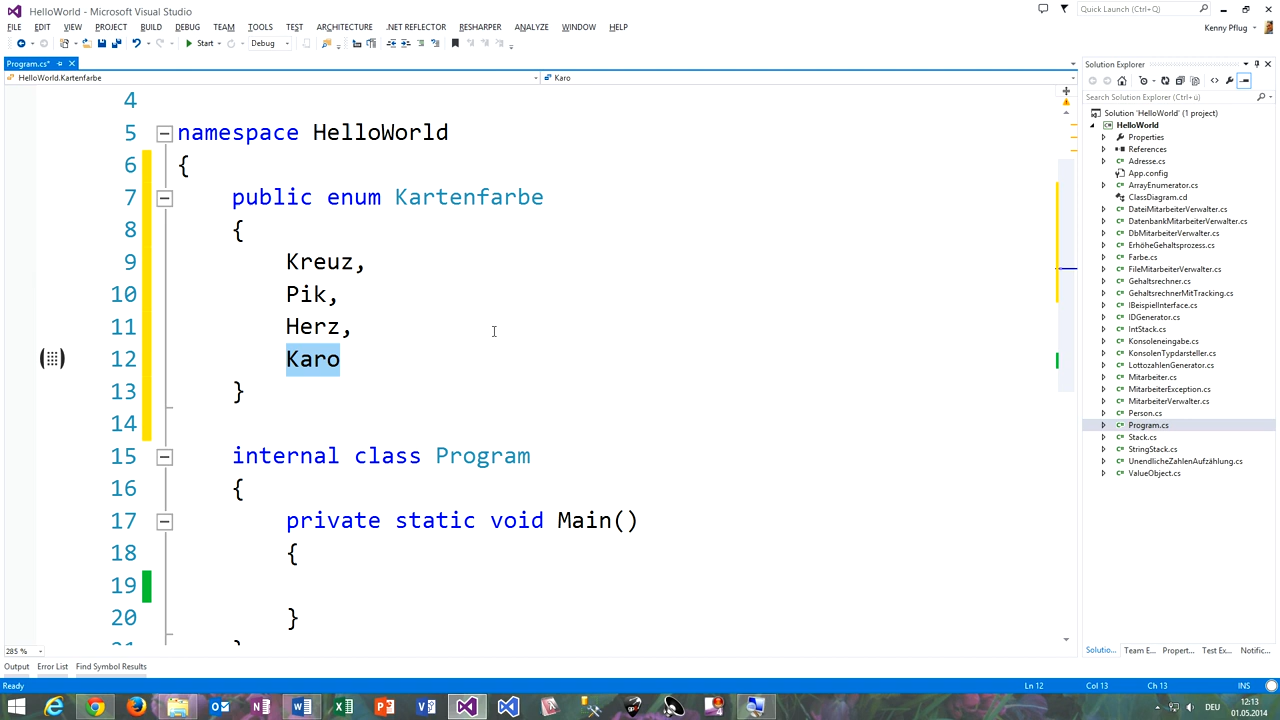 HelloWorld - Microsoft Visual Studio
Quick Launch (Ctrl+Q)
FILE EDIT VIEW PROJECT BUILD DEBUG TEAM TOOLS TEST ARCHITECTURE .NET REFLECTOR RESHARPER ANALYZE WINDOW HELP
Kenny Pflug
Start Debug
Program.cs*
HelloWorld.Kartenfarbe Karo
4
5 namespace HelloWorld
6 {
7 public enum Kartenfarbe
8 {
9 Kreuz,
10 Pik,
11 Herz,
12 Karo
13 }
14
15 internal class Program
16 {
17 private static void Main()
18 {
19
20 }
21 }
285 %
Solution Explorer
Search Solution Explorer (Ctrl+ü)
Solution 'HelloWorld' (1 project)
HelloWorld
Properties
References
Adresse.cs
App.config
ArrayEnumerator.cs
ClassDiagram.cd
DateiMitarbeiterVerwalter.cs
DatenbankMitarbeiterVerwalter.cs
DbMitarbeiterVerwalter.cs
ErhöheGehaltsprozess.cs
Farbe.cs
FileMitarbeiterVerwalter.cs
Gehaltsrechner.cs
GehaltsrechnerMitTracking.cs
IBeispielInterface.cs
IDGenerator.cs
IntStack.cs
Konsoleneingabe.cs
KonsolenTypdarsteller.cs
LottozahlenGenerator.cs
Mitarbeiter.cs
MitarbeiterException.cs
MitarbeiterVerwalter.cs
Person.cs
Program.cs
Stack.cs
StringStack.cs
UnendlicheZahlenAufzählung.cs
ValueObject.cs
Solutio... Team E... Propert... Test Ex... Notific...
Output Error List Find Symbol Results
Ready Ln 12 Col 13 Ch 13 INS
DEU
12:13
01.05.2014